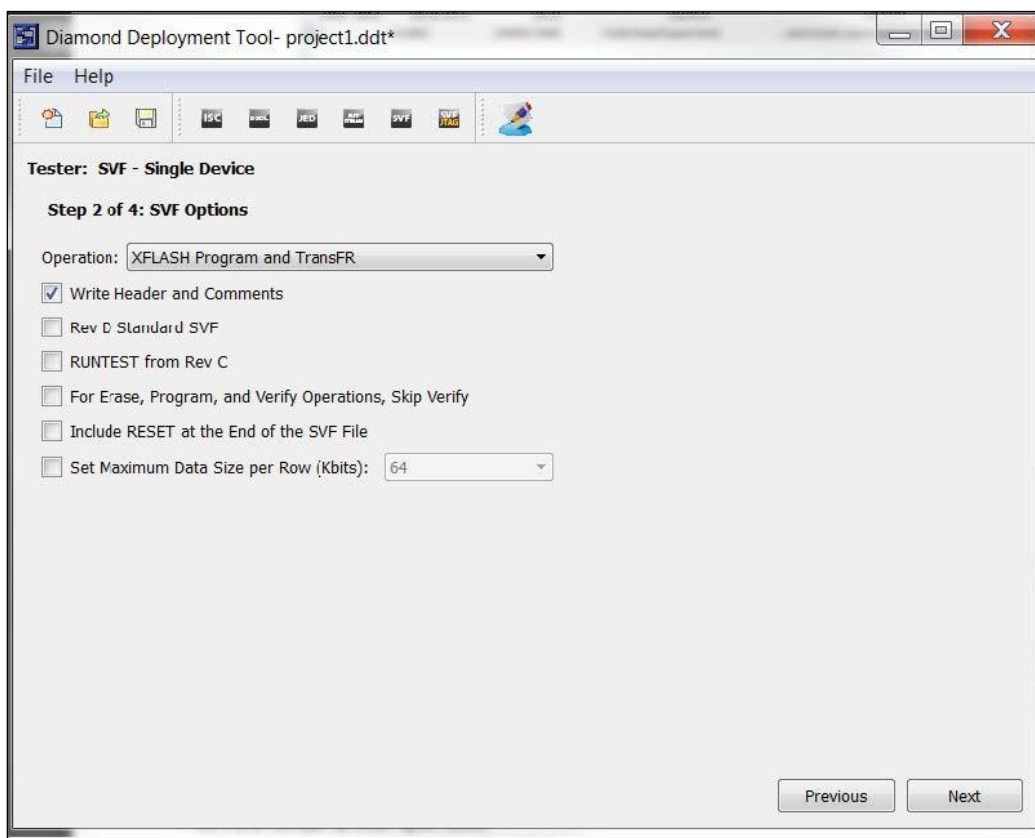 Diamond Deployment Tool- project1.ddt*
File Help
ISC JED SVF SVF JTAG
Tester: SVF - Single Device
Step 2 of 4: SVF Options
Operation: XFLASH Program and TransFR
Write Header and Comments
Rev D Standard SVF
RUNTEST from Rev C
For Erase, Program, and Verify Operations, Skip Verify
Include RESET at the End of the SVF File
Set Maximum Data Size per Row (Kbits): 64
Previous Next